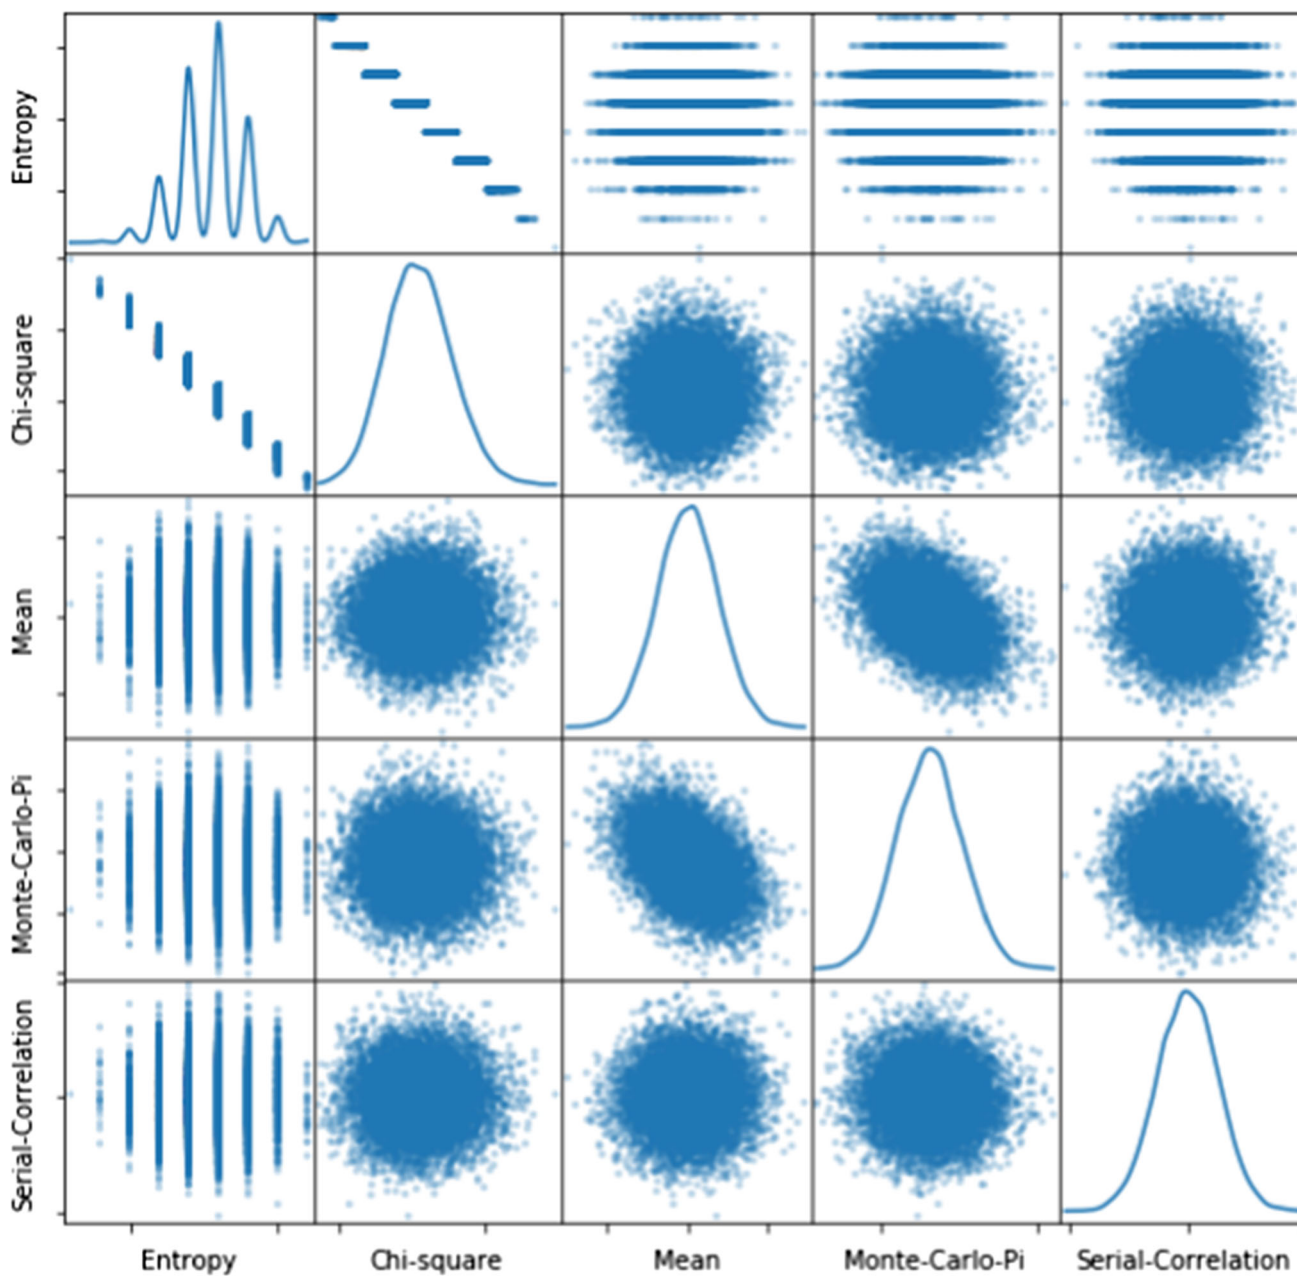 Entropy
Chi-square
Mean
Monte-Carlo-Pi
Serial-Correlation
Entropy
Chi-square
Mean
Monte-Carlo-Pi
Serial-Correlation